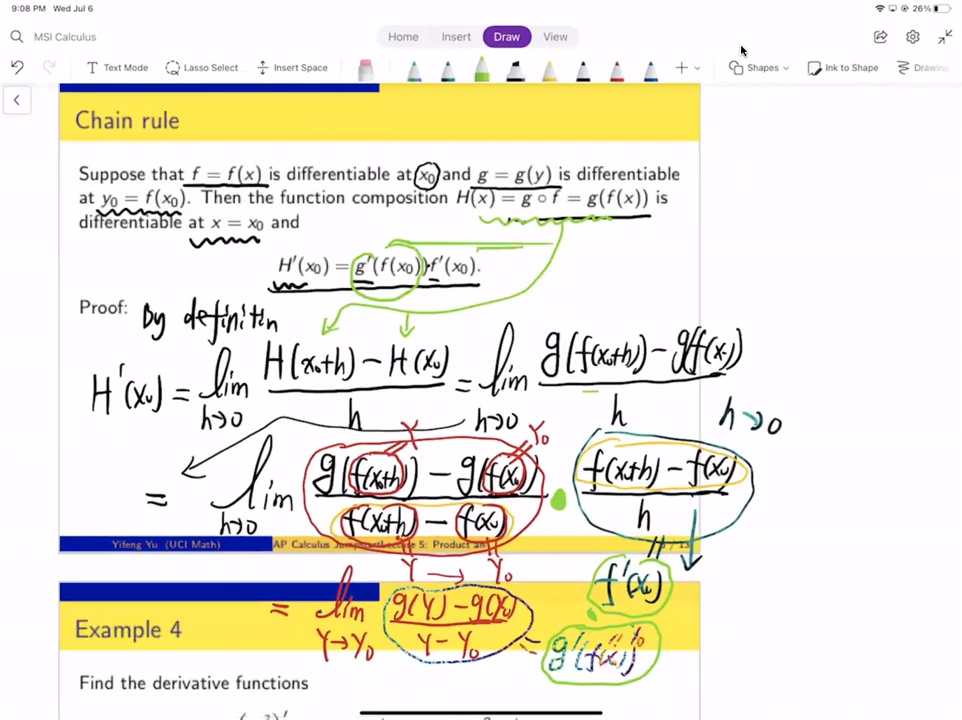 9:08 PM Wed Jul 6
26%
MSI Calculus
Home Insert Draw View
Text Mode Lasso Select Insert Space Shapes Ink to Shape Drawing
Chain rule
Suppose that f = f(x) is differentiable at x₀ and g = g(y) is differentiable
at y₀ = f(x₀). Then the function composition H(x) = g ∘ f = g(f(x)) is
differentiable at x = x₀ and
H′(x₀) = g′(f(x₀))·f′(x₀).
Proof: By definitin
H′(x₀) = lim h→0 (H(x₀+h) − H(x₀))/h = lim h→0 (g(f(x₀+h)) − g(f(x₀)))/h
h→0
Y Y₀
= lim h→0 (g(f(x₀+h)) − g(f(x₀)))/(f(x₀+h) − f(x₀)) · (f(x₀+h) − f(x₀))/h
Yifeng Yu (UCI Math) AP Calculus Lecture 5: Product an / 13
Y → Y₀ f′(x₀)
= lim Y→Y₀ (g(Y) − g(Y₀))/(Y − Y₀) = g′(f(x₀)) Y₀
Example 4
Find the derivative functions